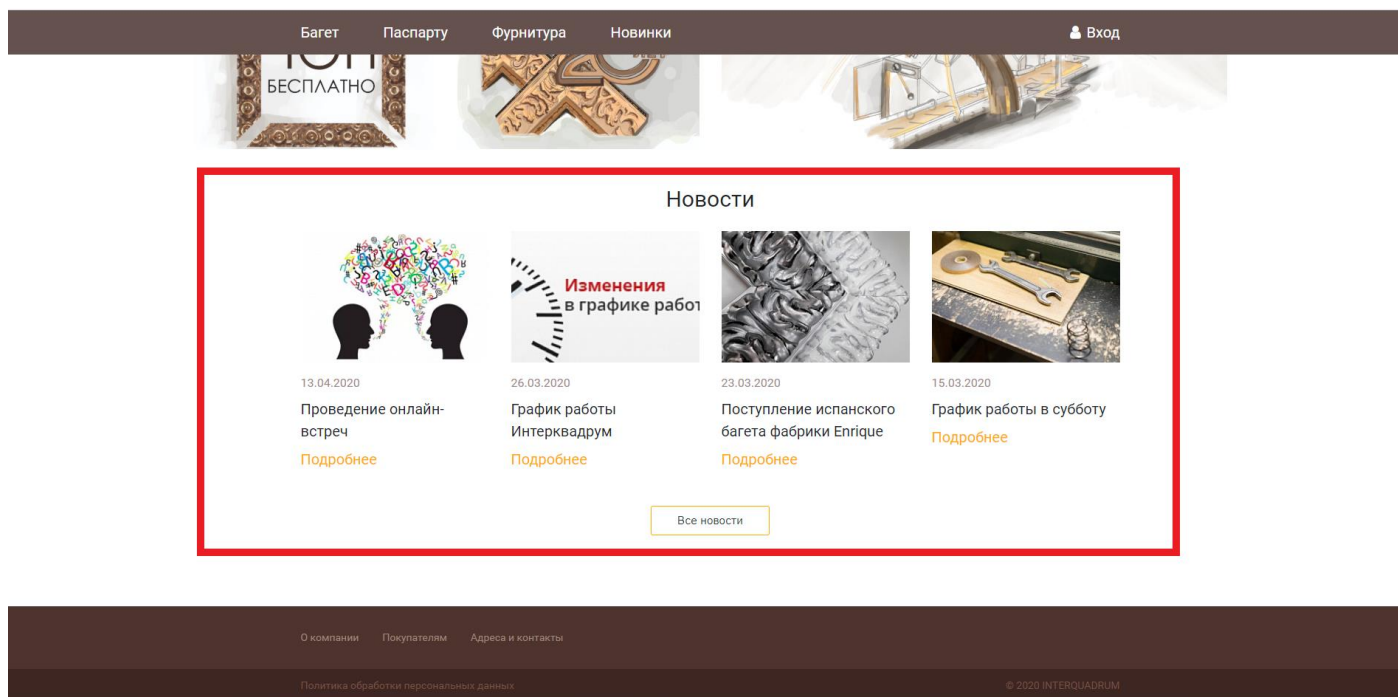 Багет Паспарту Фурнитура Новинки Вход
БЕСПЛАТНО
20
ЛЕТ
Новости
Изменения
в графике работ
13.04.2020 26.03.2020 23.03.2020 15.03.2020
Проведение онлайн- График работы Поступление испанского График работы в субботу
встреч Интерквадрум багета фабрики Enrique Подробнее
Подробнее Подробнее Подробнее
Все новости
О компании Покупателям Адреса и контакты
Политика обработки персональных данных © 2020 INTERQUADRUM